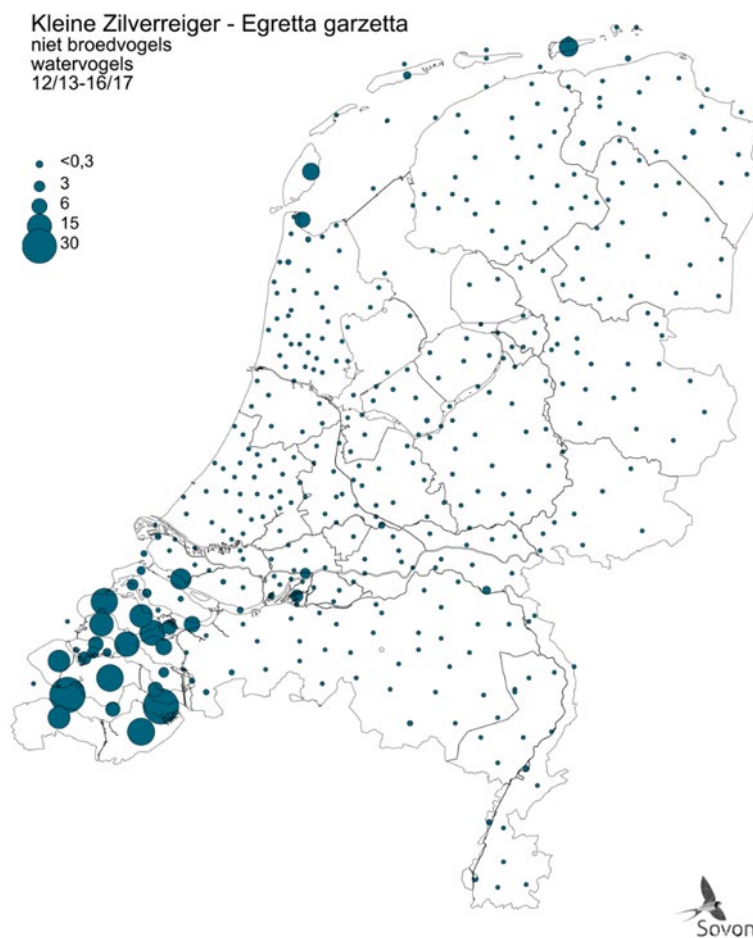 Kleine Zilverreiger - Egretta garzetta
niet broedvogels
watervogels
12/13-16/17
<0,3
3
6
15
30
Sovon